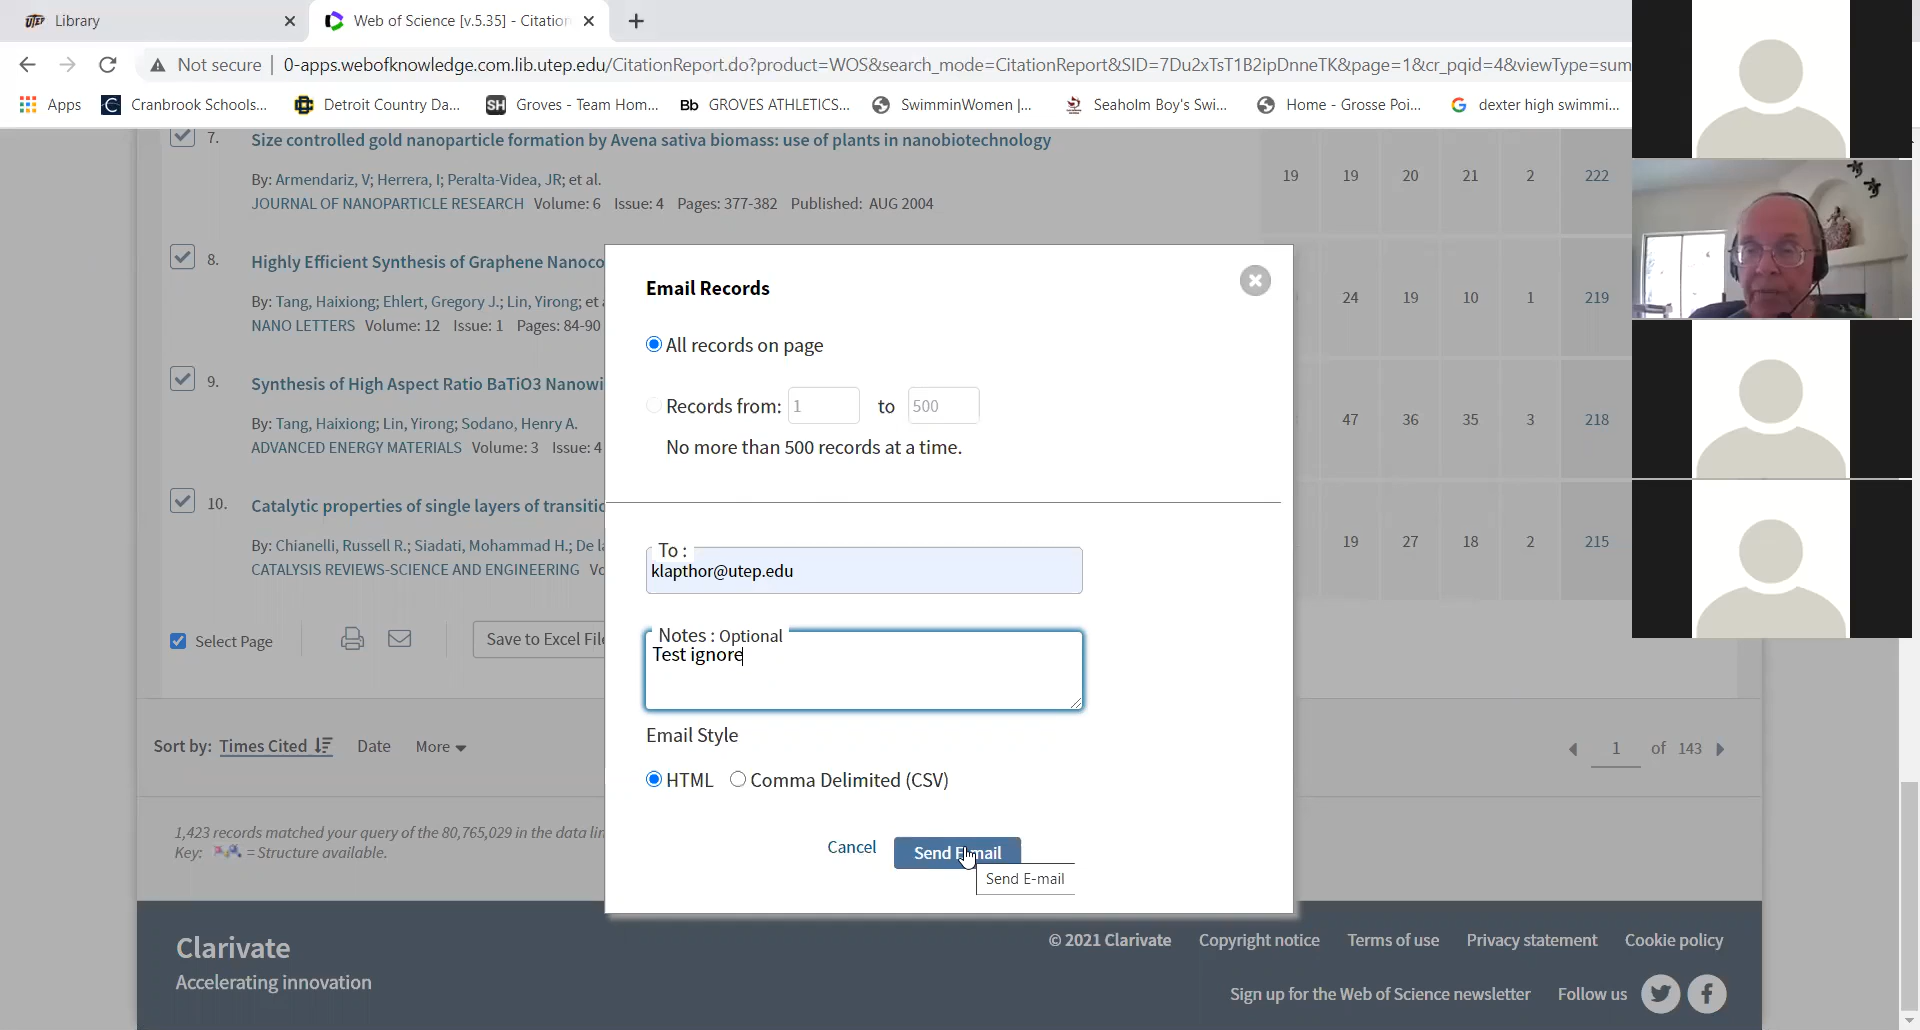 Library
Web of Science [v.5.35] - Citation
Not secure
0-apps.webofknowledge.com.lib.utep.edu/CitationReport.do?product=WOS&search_mode=CitationReport&SID=7Du2xTsT1B2ipDnneTK&page=1&cr_pqid=4&viewType=sum
Apps
Cranbrook Schools...
Detroit Country Da...
SH Groves - Team Hom...
Bb GROVES ATHLETICS...
SwimminWomen |...
Seaholm Boy's Swi...
Home - Grosse Poi...
G dexter high swimmi...
7. Size controlled gold nanoparticle formation by Avena sativa biomass: use of plants in nanobiotechnology
By: Armendariz, V; Herrera, I; Peralta-Videa, JR; et al.
JOURNAL OF NANOPARTICLE RESEARCH Volume: 6 Issue: 4 Pages: 377-382 Published: AUG 2004
19 19 20 21 2 222
8. Highly Efficient Synthesis of Graphene Nanoco
By: Tang, Haixiong; Ehlert, Gregory J.; Lin, Yirong; et
NANO LETTERS Volume: 12 Issue: 1 Pages: 84-90
24 19 10 1 219
9. Synthesis of High Aspect Ratio BaTiO3 Nanowi
By: Tang, Haixiong; Lin, Yirong; Sodano, Henry A.
ADVANCED ENERGY MATERIALS Volume: 3 Issue: 4
47 36 35 3 218
10. Catalytic properties of single layers of transitio
By: Chianelli, Russell R.; Siadati, Mohammad H.; De la
CATALYSIS REVIEWS-SCIENCE AND ENGINEERING Vo
19 27 18 2 215
Select Page
Save to Excel File
Email Records
All records on page
Records from: 1 to 500
No more than 500 records at a time.
To :
klapthor@utep.edu
Notes : Optional
Test ignore
Email Style
HTML Comma Delimited (CSV)
Cancel
Send E-mail
Send E-mail
Sort by: Times Cited Date More
1 of 143
1,423 records matched your query of the 80,765,029 in the data lin
Key: = Structure available.
Clarivate
Accelerating innovation
© 2021 Clarivate Copyright notice Terms of use Privacy statement Cookie policy
Sign up for the Web of Science newsletter Follow us